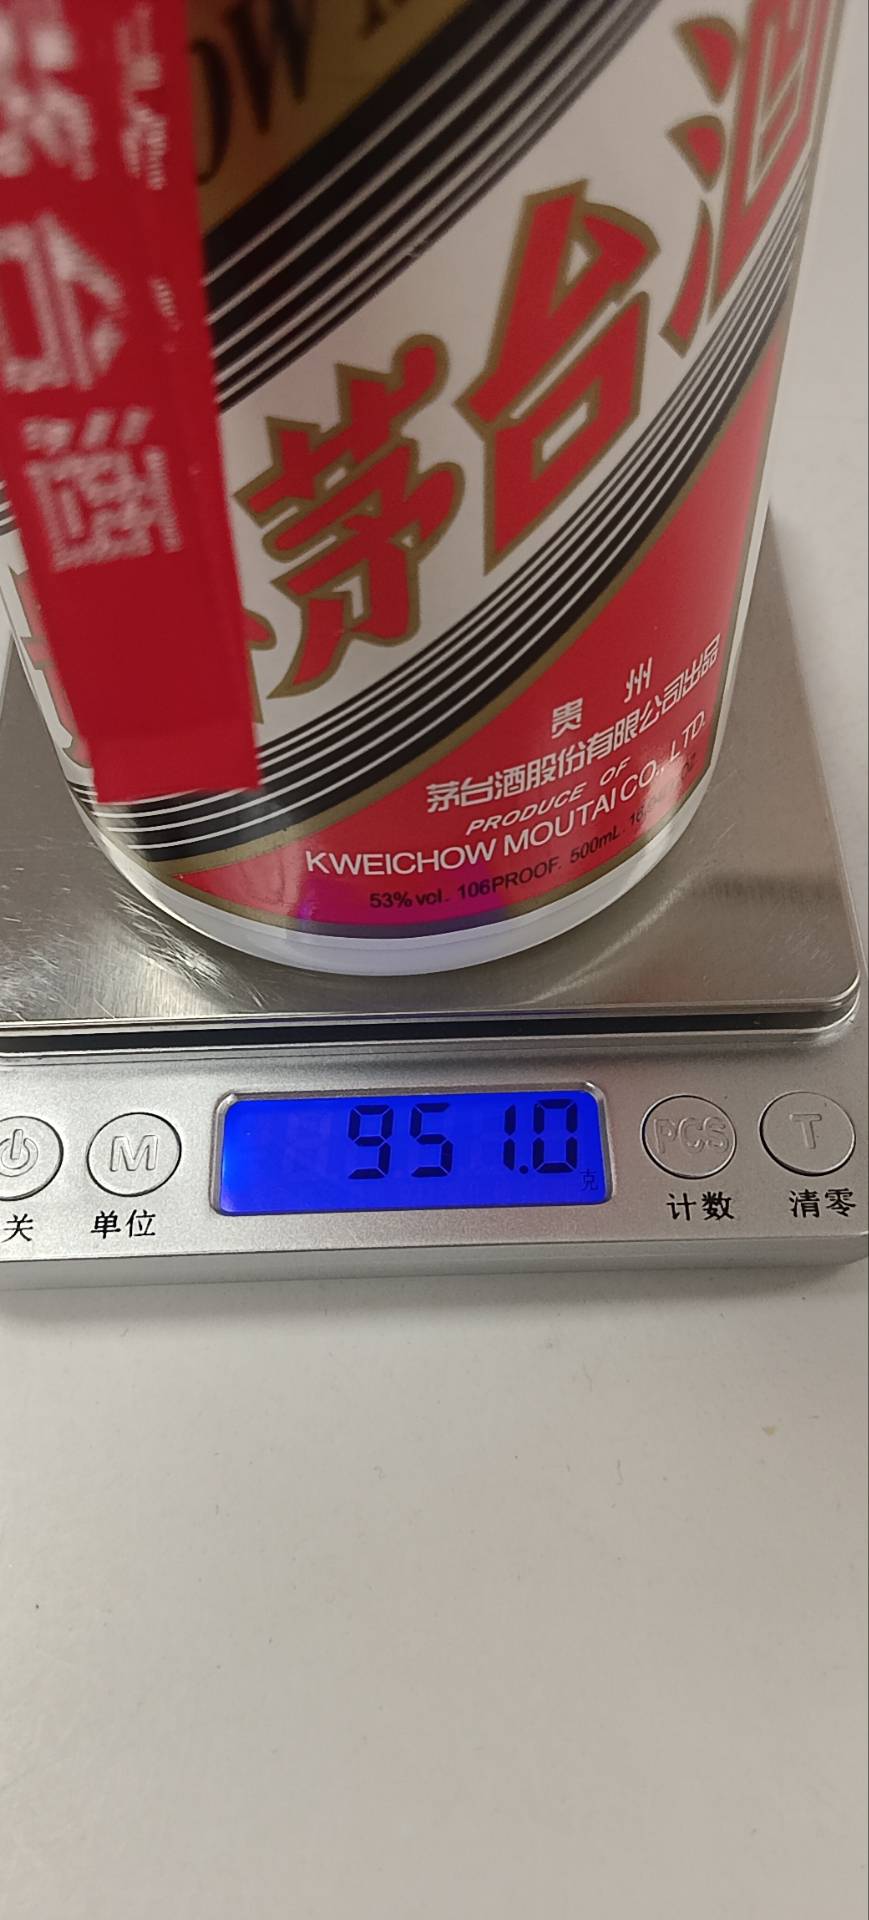 OW
茅台酒
贵 州
茅台酒股份有限公司出品
PRODUCE OF
KWEICHOW MOUTAI CO., LTD.
53% vol. 106PROOF. 500mL.
951.0
克
M
PCS
T
关
单位
计数
清零